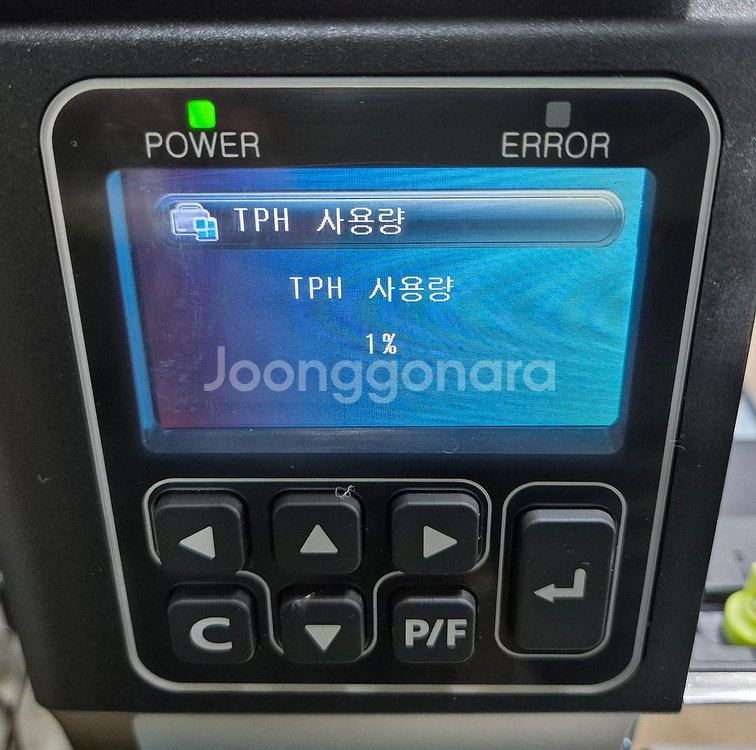 POWER
ERROR
TPH 사용량
TPH 사용량
1%
Joonggonara
C
P/F